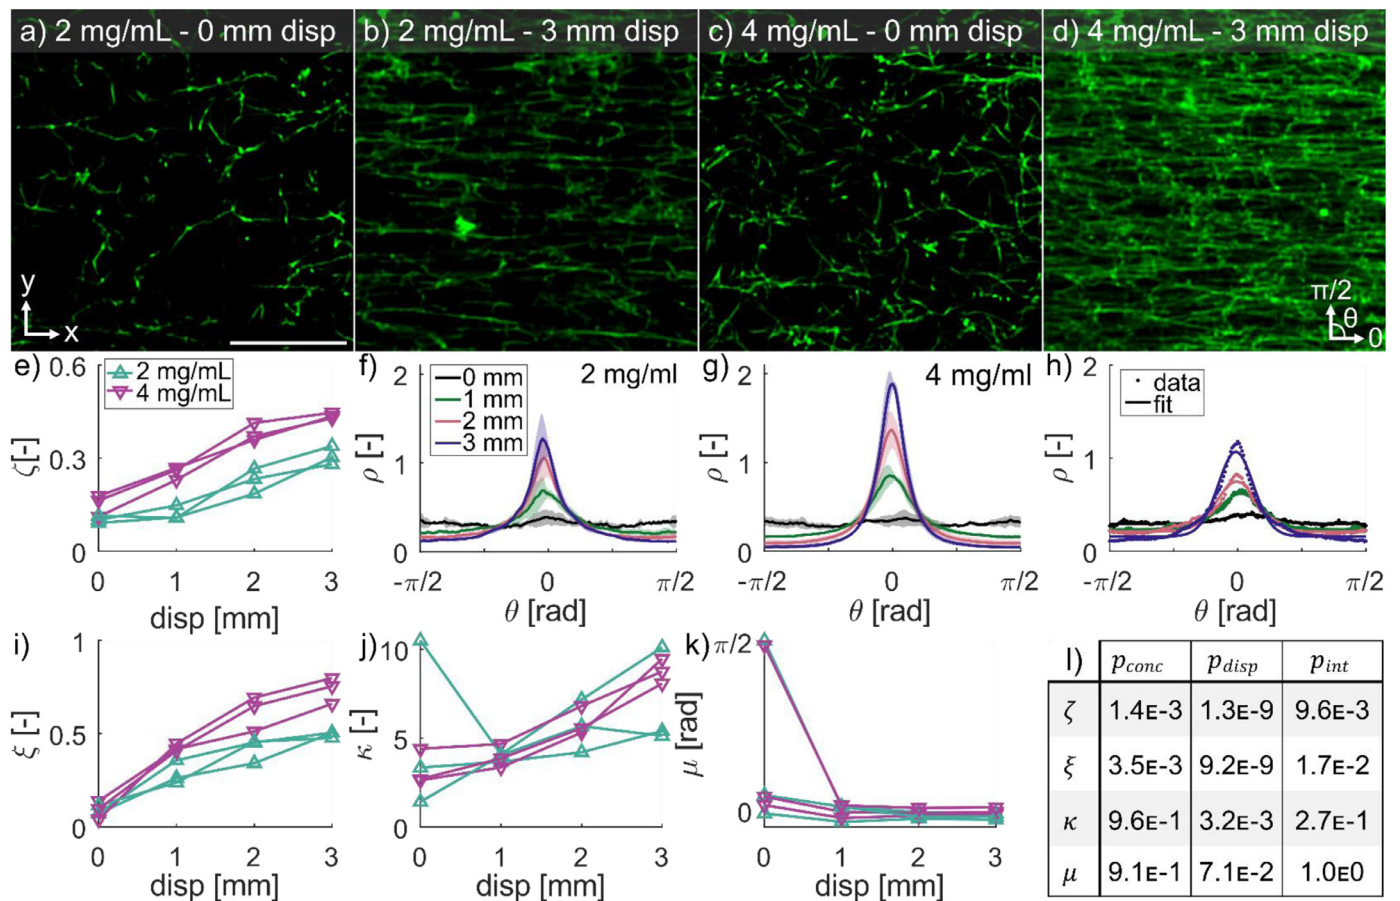 a) 2 mg/mL - 0 mm disp
b) 2 mg/mL - 3 mm disp
c) 4 mg/mL - 0 mm disp
d) 4 mg/mL - 3 mm disp
y
x
π/2
θ
0
e)
0.6
0.3
0
ζ[-]
2 mg/mL
4 mg/mL
0 1 2 3
disp [mm]
f)
2
1
0
ρ [-]
0 mm
1 mm
2 mm
3 mm
2 mg/ml
-π/2 0 π/2
θ [rad]
g)
2
1
0
ρ [-]
4 mg/ml
-π/2 0 π/2
θ [rad]
h)
2
1
0
ρ [-]
data
fit
-π/2 0 π/2
θ [rad]
i)
1
0.5
0
ξ [-]
0 1 2 3
disp [mm]
j)
10
5
0
κ [-]
0 1 2 3
disp [mm]
k)
π/2
0
μ [rad]
0 1 2 3
disp [mm]
l) pconc pdisp pint
ζ 1.4E-3 1.3E-9 9.6E-3
ξ 3.5E-3 9.2E-9 1.7E-2
κ 9.6E-1 3.2E-3 2.7E-1
μ 9.1E-1 7.1E-2 1.0E0